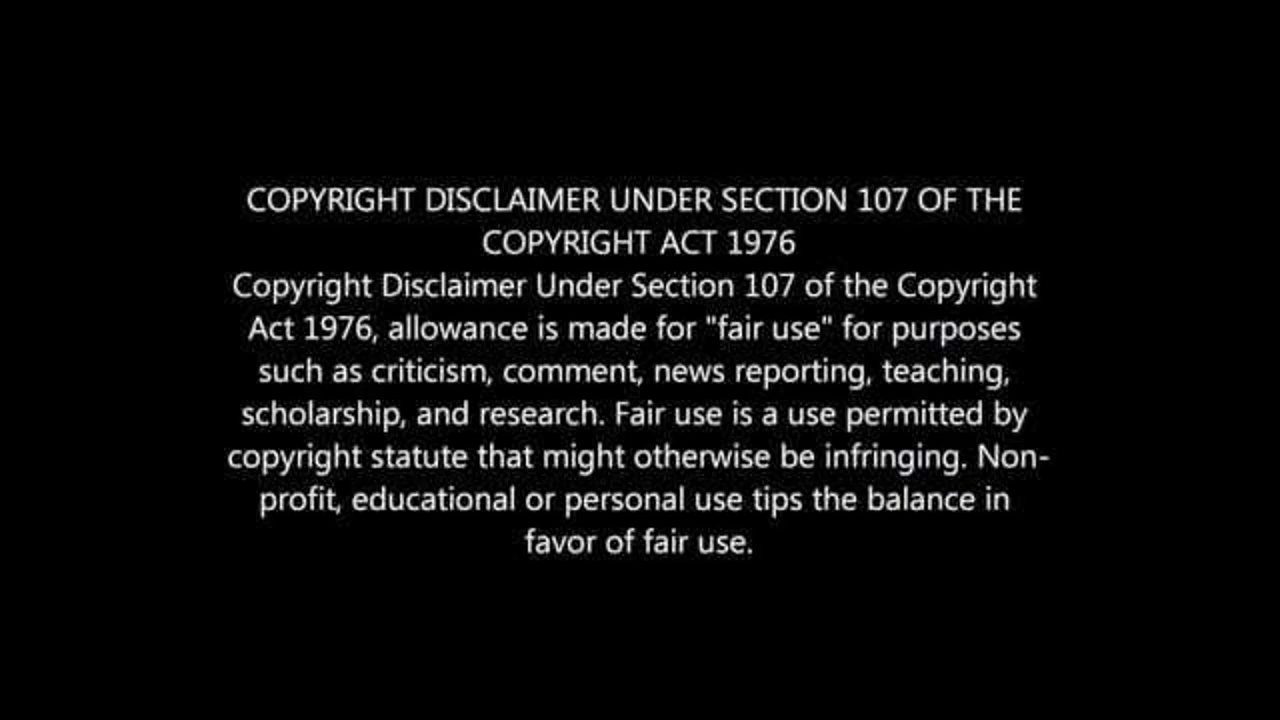 COPYRIGHT DISCLAIMER UNDER SECTION 107 OF THE
COPYRIGHT ACT 1976
Copyright Disclaimer Under Section 107 of the Copyright
Act 1976, allowance is made for "fair use" for purposes
such as criticism, comment, news reporting, teaching,
scholarship, and research. Fair use is a use permitted by
copyright statute that might otherwise be infringing. Non-
profit, educational or personal use tips the balance in
favor of fair use.